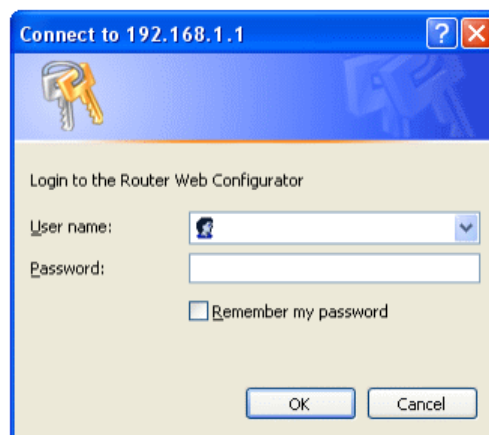 Connect to 192.168.1.1
Login to the Router Web Configurator
User name:
Password:
Remember my password
OK
Cancel